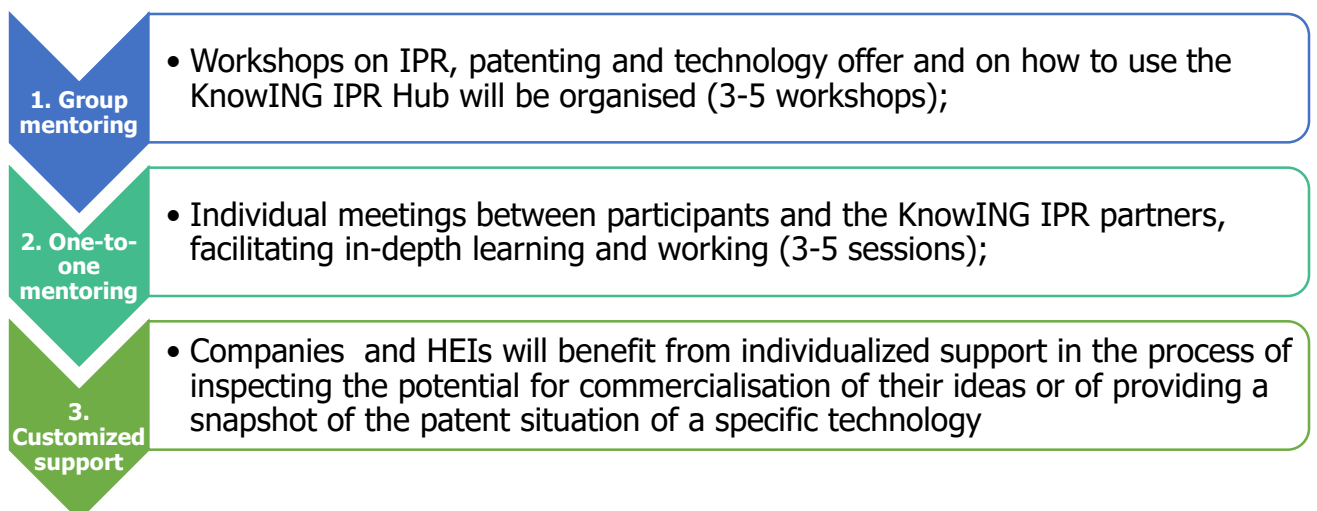 1. Group
mentoring
• Workshops on IPR, patenting and technology offer and on how to use the
KnowING IPR Hub will be organised (3-5 workshops);
2. One-to-
one
mentoring
• Individual meetings between participants and the KnowING IPR partners,
facilitating in-depth learning and working (3-5 sessions);
3.
Customized
support
• Companies  and HEIs will benefit from individualized support in the process of
inspecting the potential for commercialisation of their ideas or of providing a
snapshot of the patent situation of a specific technology